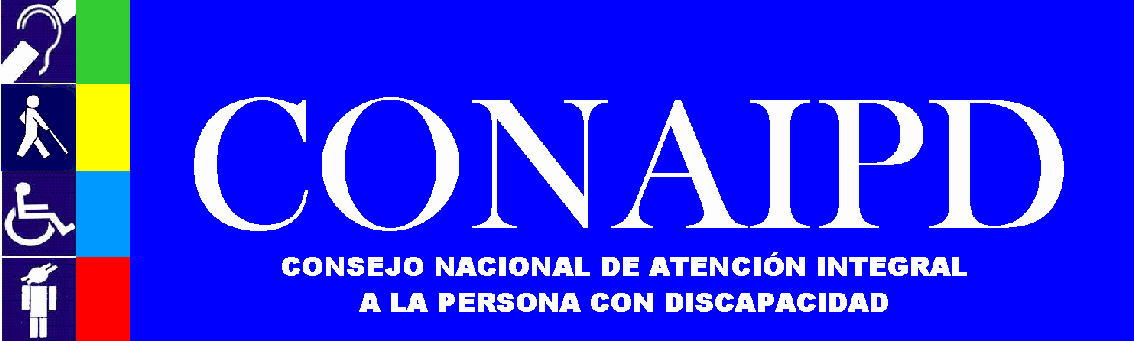 CONAIPD
CONSEJO NACIONAL DE ATENCIÓN INTEGRAL
A LA PERSONA CON DISCAPACIDAD